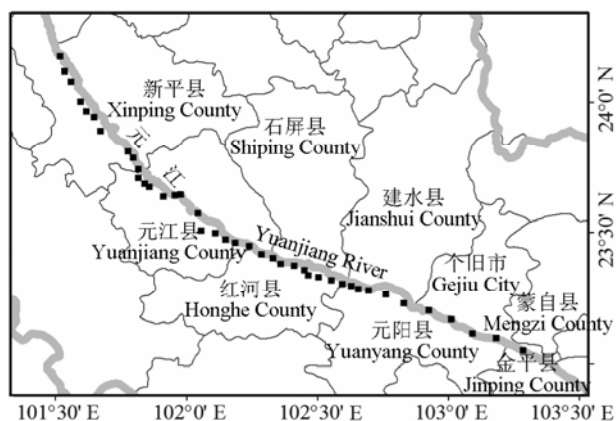 新平县
Xinping County
石屏县
Shiping County
元江
建水县
Jianshui County
元江县
Yuanjiang County
Yuanjiang River
个旧市
Gejiu City
红河县
Honghe County
蒙自县
Mengzi County
元阳县
Yuanyang County
金平县
Jinping County
24°0' N
23°30' N
101°30' E
102°0' E
102°30' E
103°0' E
103°30' E